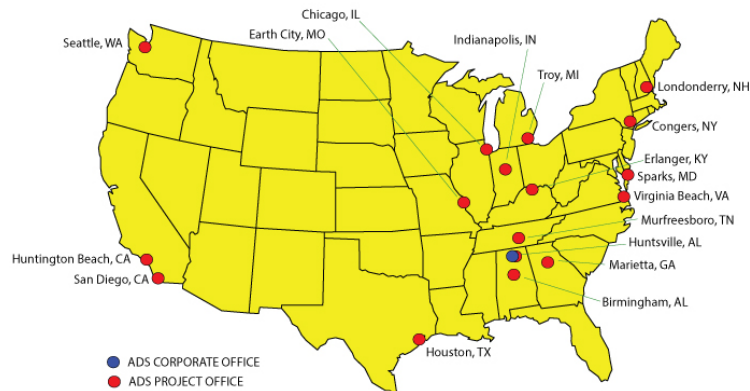 Chicago, IL
Earth City, MO
Indianapolis, IN
Seattle, WA
Troy, MI
Londonderry, NH
Congers, NY
Erlanger, KY
Sparks, MD
Virginia Beach, VA
Murfreesboro, TN
Huntsville, AL
Huntington Beach, CA
Marietta, GA
San Diego, CA
Birmingham, AL
Houston, TX
ADS CORPORATE OFFICE
ADS PROJECT OFFICE